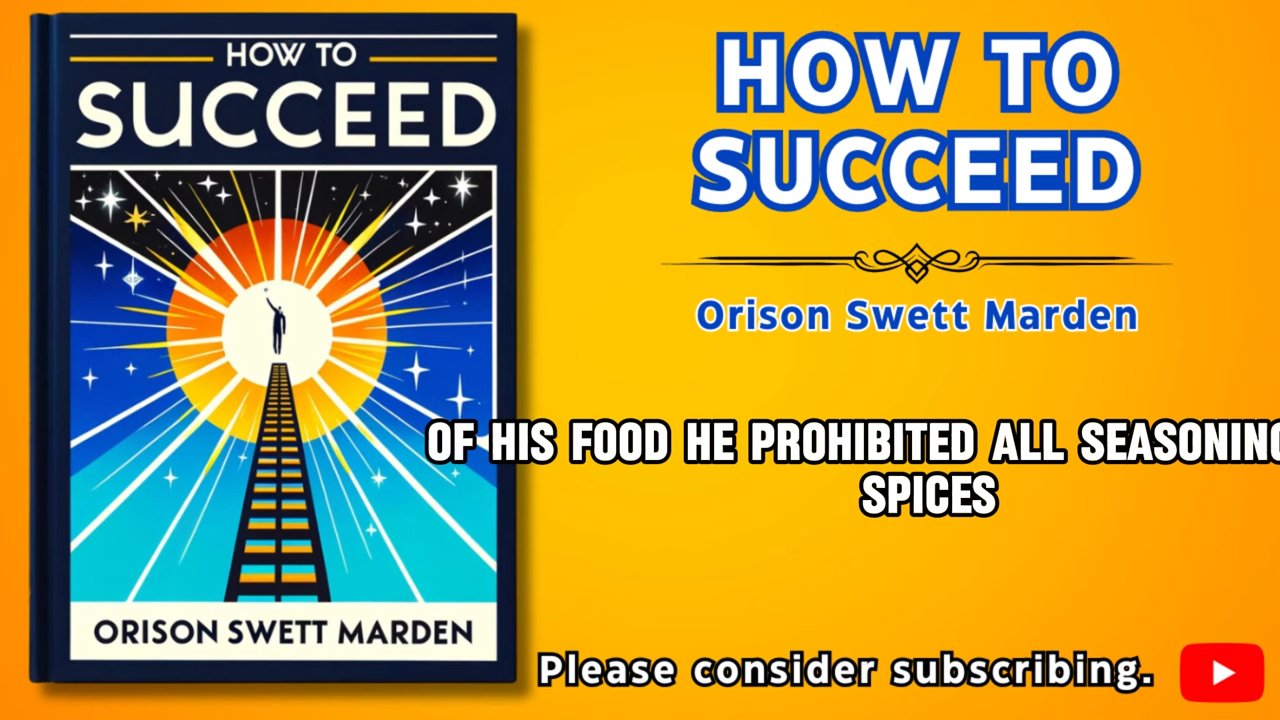 HOW TO
SUCCEED
ORISON SWETT MARDEN
HOW TO
SUCCEED
Orison Swett Marden
OF HIS FOOD HE PROHIBITED ALL SEASONING
SPICES
Please consider subscribing.